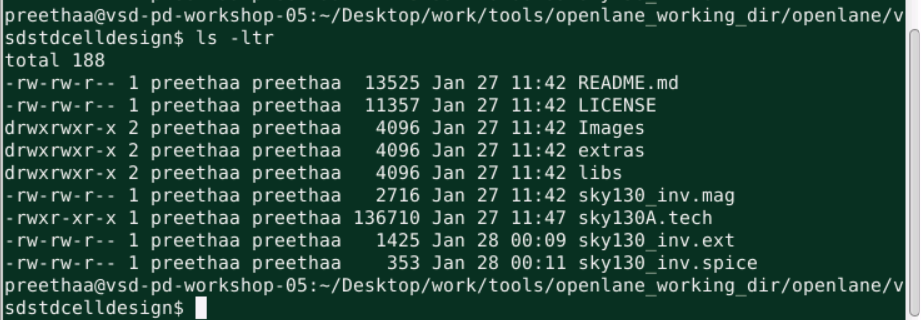 preethaa@vsd-pd-workshop-05:~/Desktop/work/tools/openlane_working_dir/openlane/v
sdstdcelldesign$ ls -ltr
total 188
-rw-rw-r-- 1 preethaa preethaa  13525 Jan 27 11:42 README.md
-rw-rw-r-- 1 preethaa preethaa  11357 Jan 27 11:42 LICENSE
drwxrwxr-x 2 preethaa preethaa   4096 Jan 27 11:42 Images
drwxrwxr-x 2 preethaa preethaa   4096 Jan 27 11:42 extras
drwxrwxr-x 2 preethaa preethaa   4096 Jan 27 11:42 libs
-rw-rw-r-- 1 preethaa preethaa   2716 Jan 27 11:42 sky130_inv.mag
-rwxr-xr-x 1 preethaa preethaa 136710 Jan 27 11:47 sky130A.tech
-rw-rw-r-- 1 preethaa preethaa   1425 Jan 28 00:09 sky130_inv.ext
-rw-rw-r-- 1 preethaa preethaa    353 Jan 28 00:11 sky130_inv.spice
preethaa@vsd-pd-workshop-05:~/Desktop/work/tools/openlane_working_dir/openlane/v
sdstdcelldesign$